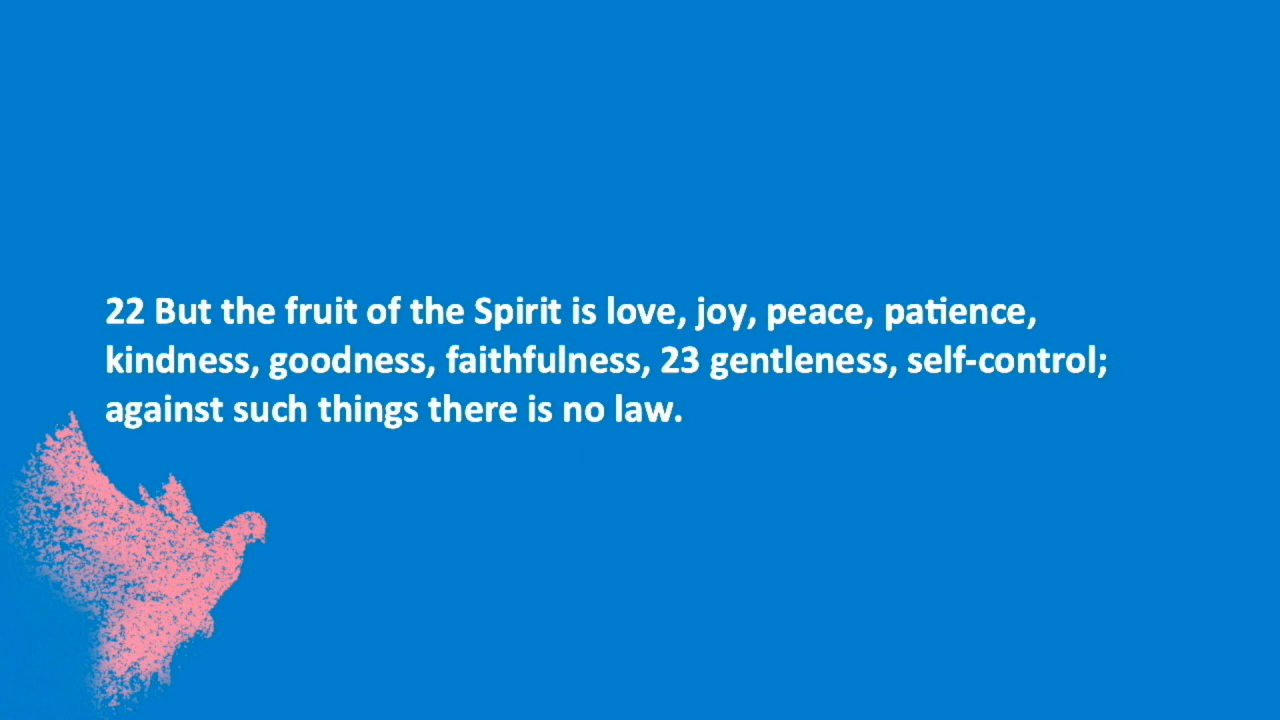 22 But the fruit of the Spirit is love, joy, peace, patience,
kindness, goodness, faithfulness, 23 gentleness, self-control;
against such things there is no law.